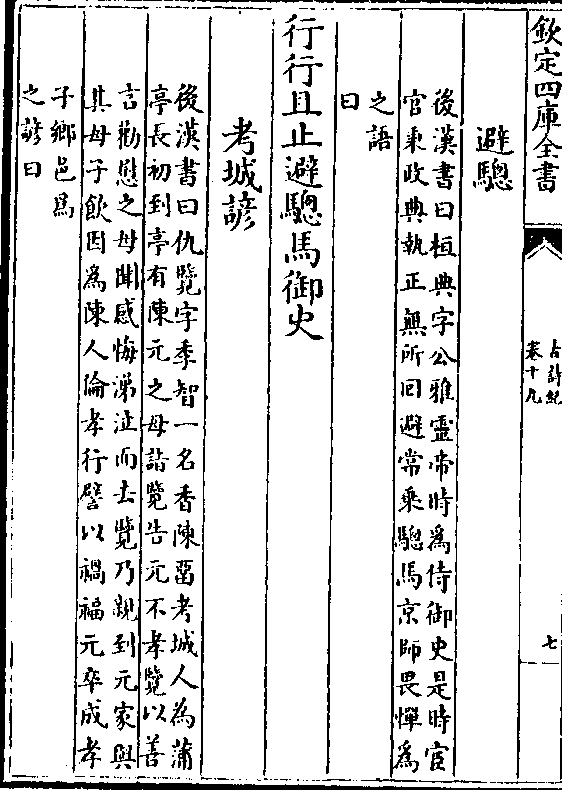 欽定四庫全書
古詩紀
卷十九
七
避驄
後漢書曰桓典字公雅靈帝時為侍御史是時宦
官秉政典執正無所回避常乘驄馬京師畏憚為
之語
曰
行行且止避驄馬御史
考城諺
後漢書曰仇覽字季智一名香陳留考城人為蒲
亭長初到亭有陳元之母詣覽告元不孝覽以善
言勸慰之母聞感悔涕泣而去覽乃親到元家與
其母子飲因為陳人倫孝行譬以禍福元卒成孝
子鄉邑為
之諺曰